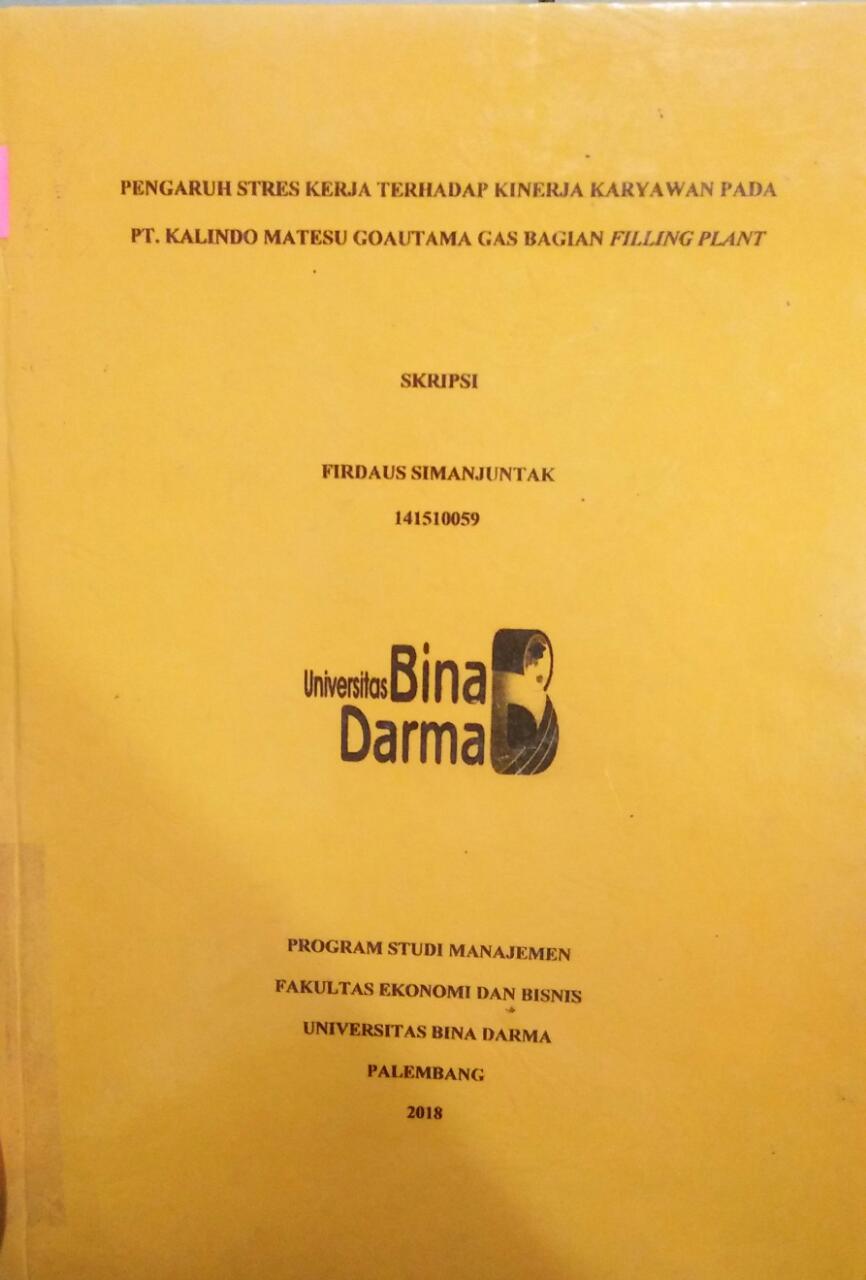 PENGARUH STRES KERJA TERHADAP KINERJA KARYAWAN PADA
PT. KALINDO MATESU GOAUTAMA GAS BAGIAN FILLING PLANT
SKRIPSI
FIRDAUS SIMANJUNTAK
141510059
Universitas Bina
Darma
PROGRAM STUDI MANAJEMEN
FAKULTAS EKONOMI DAN BISNIS
UNIVERSITAS BINA DARMA
PALEMBANG
2018